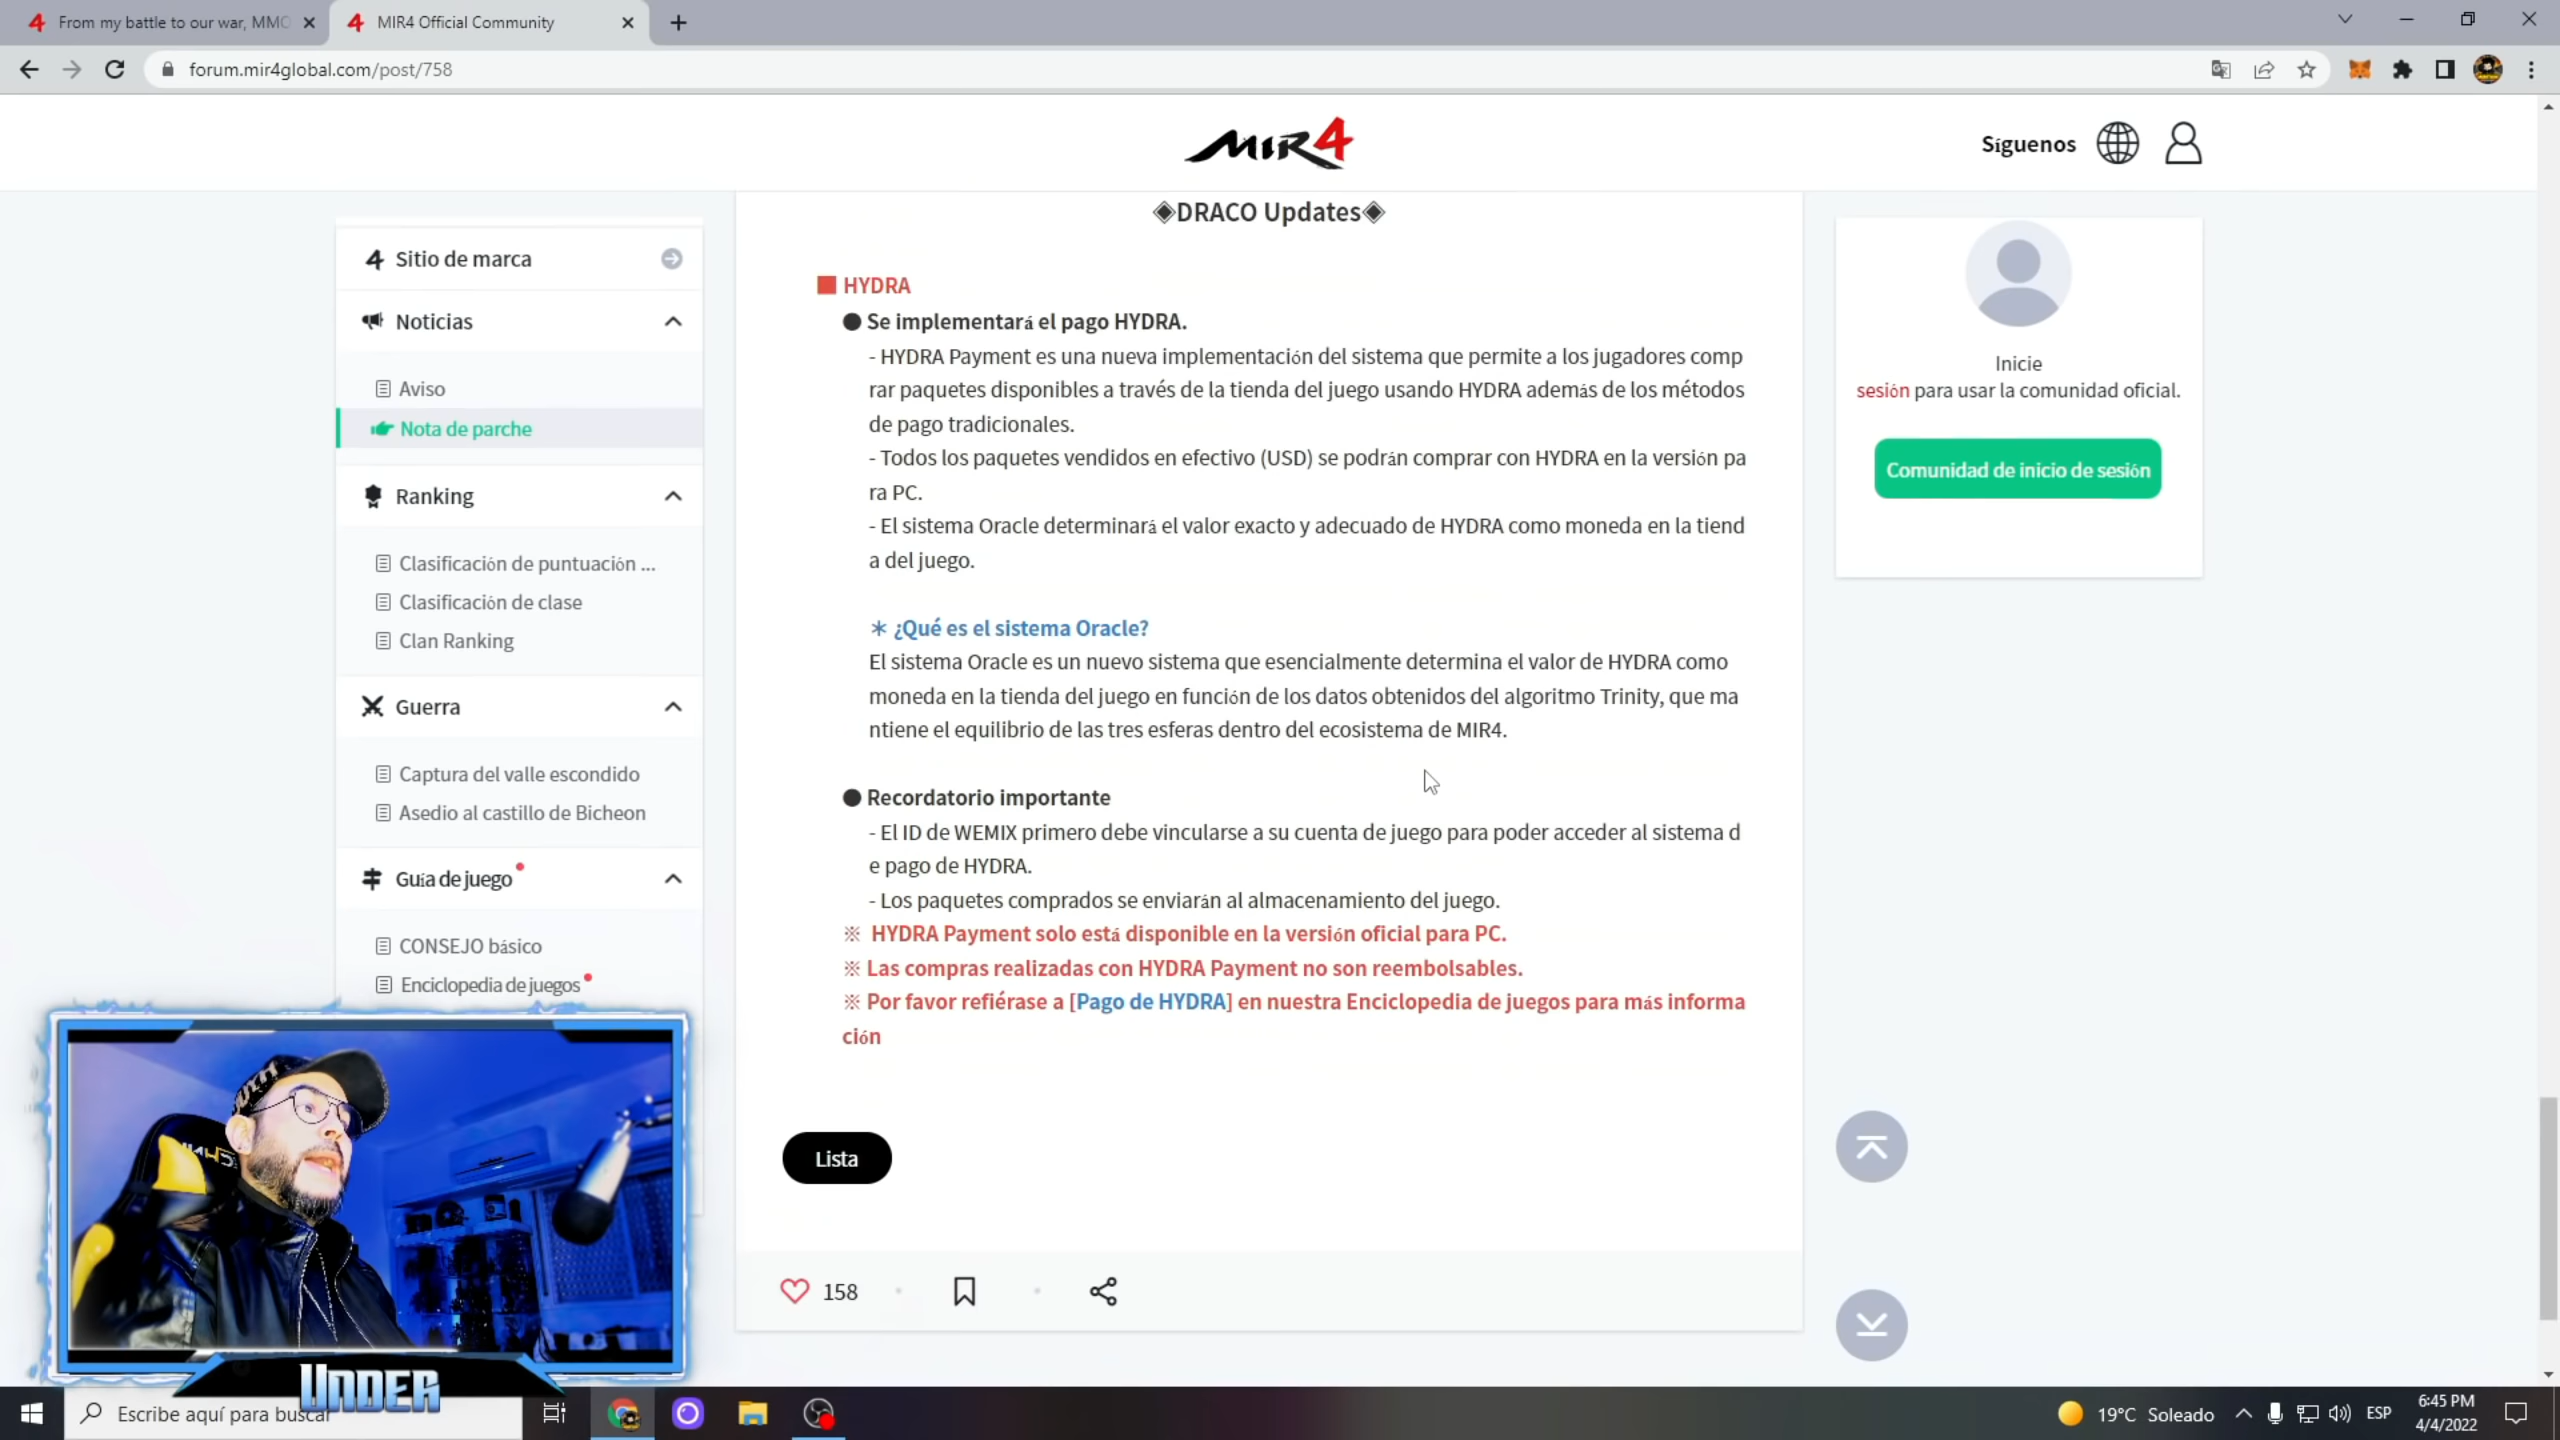 From my battle to our war, MMO
MIR4 Official Community
forum.mir4global.com/post/758
MIR4
Síguenos
◈DRACO Updates◈
Sitio de marca
Noticias
Aviso
Nota de parche
Ranking
Clasificación de puntuación ...
Clasificación de clase
Clan Ranking
Guerra
Captura del valle escondido
Asedio al castillo de Bicheon
Guía de juego
CONSEJO básico
Enciclopedia de juegos
■ HYDRA
● Se implementará el pago HYDRA.
- HYDRA Payment es una nueva implementación del sistema que permite a los jugadores comp
rar paquetes disponibles a través de la tienda del juego usando HYDRA además de los métodos
de pago tradicionales.
- Todos los paquetes vendidos en efectivo (USD) se podrán comprar con HYDRA en la versión pa
ra PC.
- El sistema Oracle determinará el valor exacto y adecuado de HYDRA como moneda en la tiend
a del juego.
＊ ¿Qué es el sistema Oracle?
El sistema Oracle es un nuevo sistema que esencialmente determina el valor de HYDRA como
moneda en la tienda del juego en función de los datos obtenidos del algoritmo Trinity, que ma
ntiene el equilibrio de las tres esferas dentro del ecosistema de MIR4.
● Recordatorio importante
- El ID de WEMIX primero debe vincularse a su cuenta de juego para poder acceder al sistema d
e pago de HYDRA.
- Los paquetes comprados se enviarán al almacenamiento del juego.
※ HYDRA Payment solo está disponible en la versión oficial para PC.
※ Las compras realizadas con HYDRA Payment no son reembolsables.
※ Por favor refiérase a [Pago de HYDRA] en nuestra Enciclopedia de juegos para más informa
ción
Lista
158
Inicie
sesión para usar la comunidad oficial.
Comunidad de inicio de sesión
UNDER
Escribe aquí para buscar
19°C Soleado
ESP
6:45 PM
4/4/2022